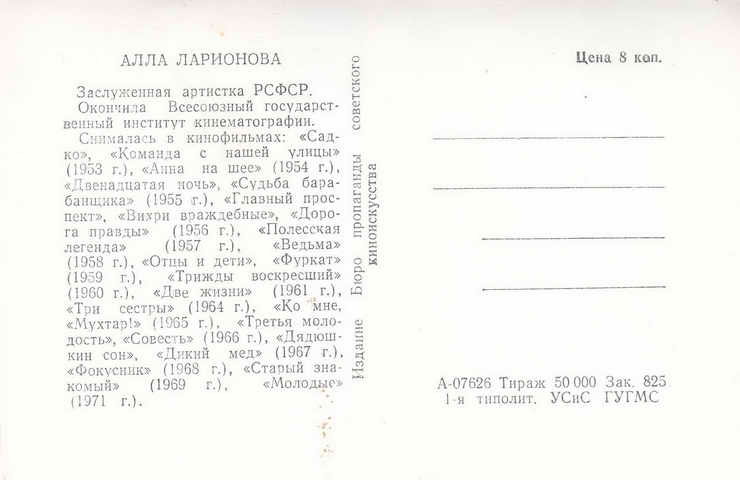 АЛЛА ЛАРИОНОВА
Заслуженная артистка РСФСР.
Окончила Всесоюзный государст-
венный институт кинематографии.
Снималась в кинофильмах: «Сад-
ко», «Команда с нашей улицы»
(1953 г.), «Анна на шее» (1954 г.),
«Двенадцатая ночь», «Судьба бара-
банщика» (1955 г.), «Главный прос-
пект», «Вихри враждебные», «Доро-
га правды» (1956 г.), «Полесская
легенда» (1957 г.), «Ведьма»
(1958 г.), «Отцы и дети», «Фуркат»
(1959 г.), «Трижды воскресший»
(1960 г.), «Две жизни» (1961 г.),
«Три сестры» (1964 г.), «Ко мне,
«Мухтар!» (1965 г.), «Третья моло-
дость», «Совесть» (1966 г.), «Дядюш-
кин сон», «Дикий мед» (1967 г.),
«Фокусник» (1968 г.), «Старый зна-
комый» (1969 г.), «Молодые»
(1971 г.).
Издание Бюро пропаганды советского
киноискусства
Цена 8 коп.
А-07626 Тираж 50 000 Зак. 825
1-я типолит. УСиС ГУГМС